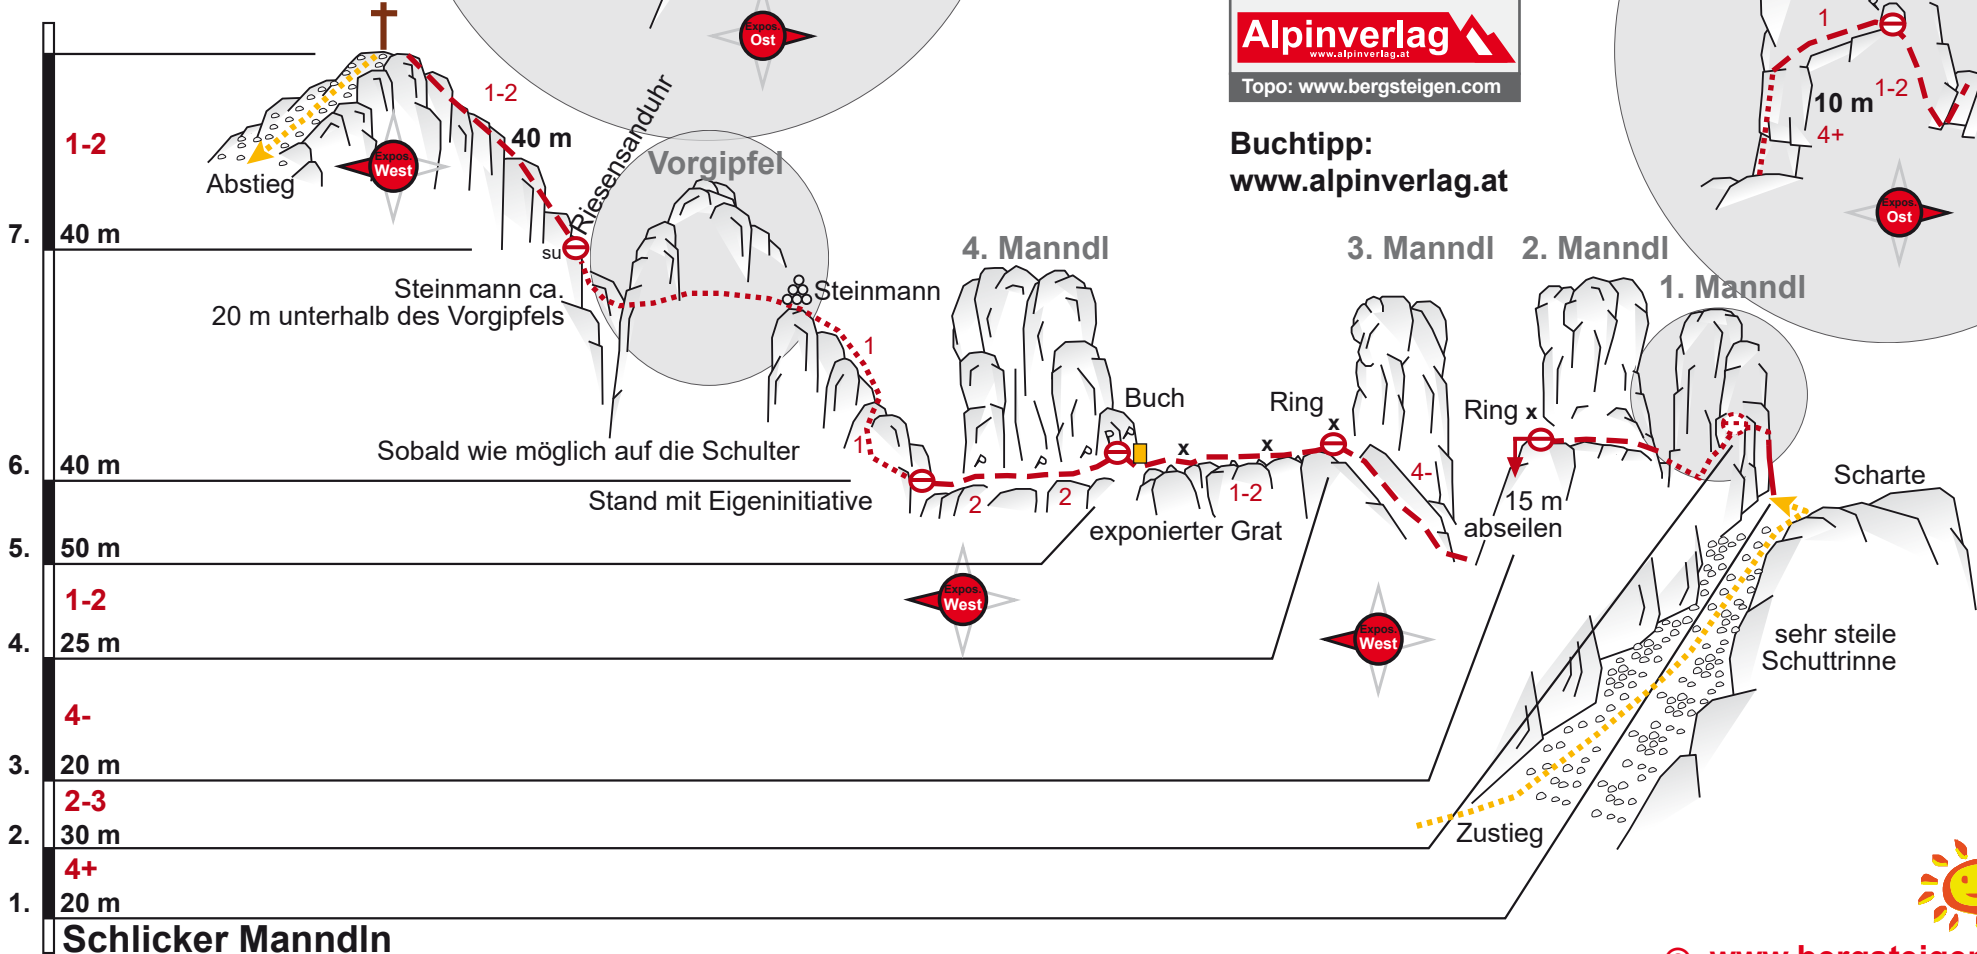 Expos.
Ost
Alpinverlag
www.alpinverlag.at
Topo: www.bergsteigen.com
Buchtipp:
www.alpinverlag.at
1
10 m
1-2
4+
Expos.
Ost
1-2
40 m
Riesensanduhr
Expos.
West
Abstieg
Vorgipfel
su
Steinmann ca.
20 m unterhalb des Vorgipfels
Steinmann
1
1
Sobald wie möglich auf die Schulter
Stand mit Eigeninitiative
4. Manndl
3. Manndl
2. Manndl
1. Manndl
Buch
Ring
x
x
x
Ring x
2
2
1-2
4-
exponierter Grat
15 m
abseilen
Scharte
sehr steile
Schuttrinne
Zustieg
Expos.
West
Expos.
West
1-2
7. 40 m
6. 40 m
5. 50 m
1-2
4. 25 m
4-
3. 20 m
2-3
2. 30 m
4+
1. 20 m
Schlicker Manndln
www.bergsteigen